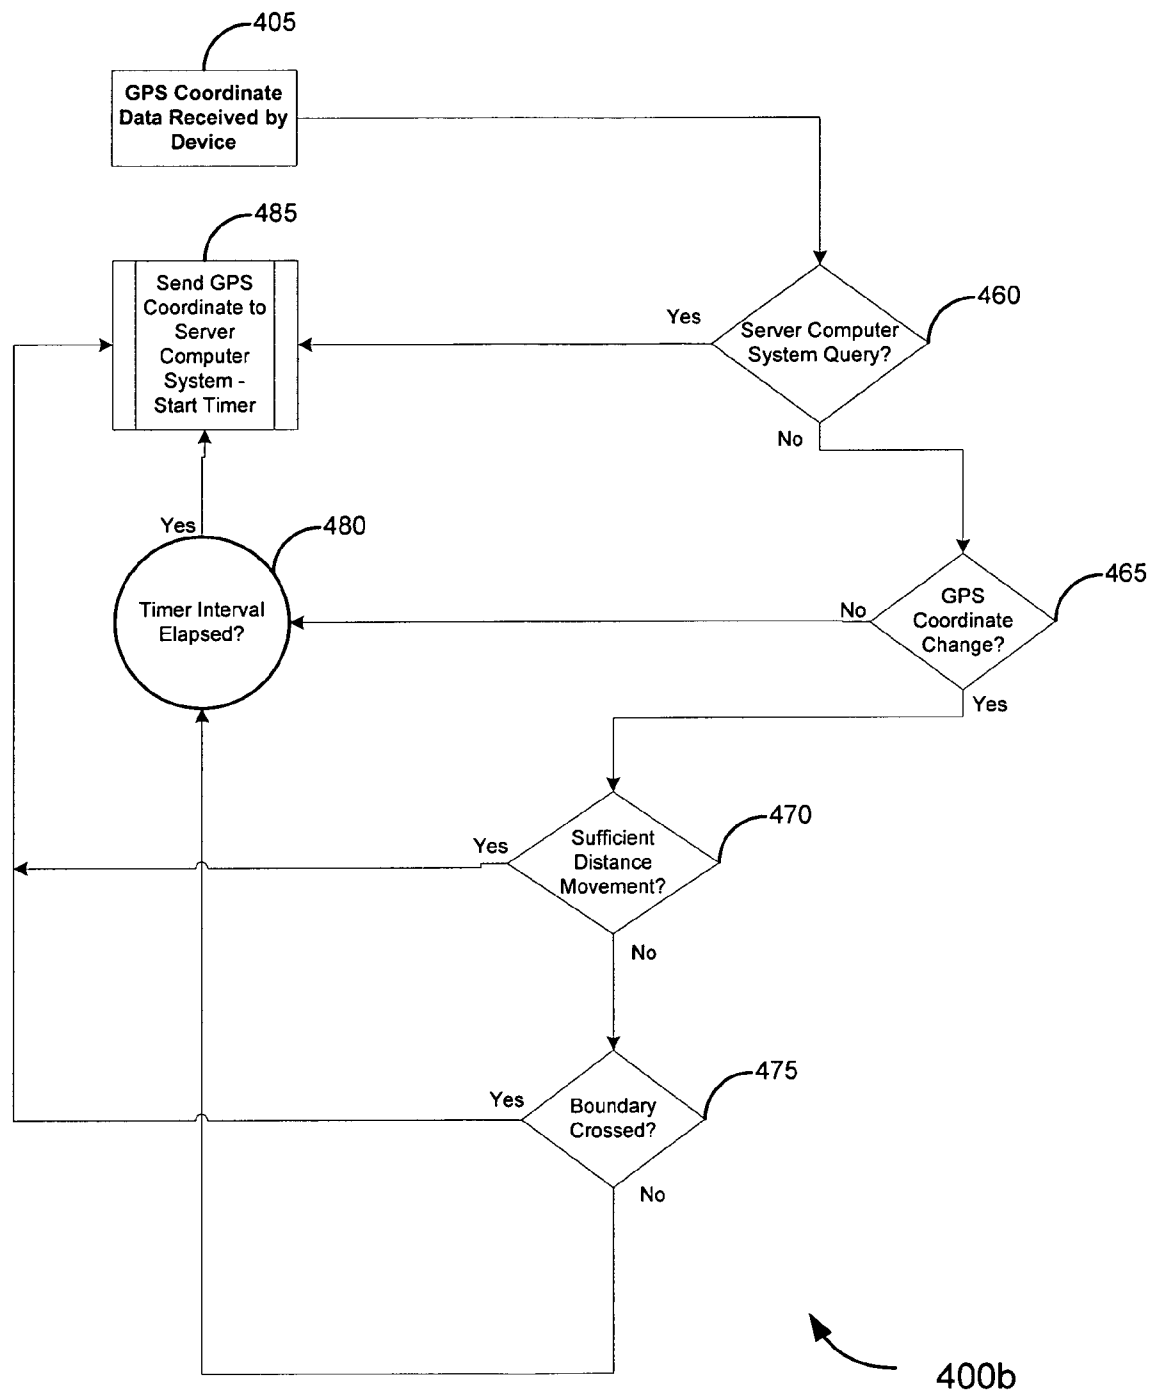 405
GPS Coordinate
Data Received by
Device
485
Send GPS
Coordinate to
Server
Computer
System -
Start Timer
460
Yes
Server Computer
System Query?
No
480
Yes
Timer Interval
Elapsed?
465
No
GPS
Coordinate
Change?
Yes
470
Yes
Sufficient
Distance
Movement?
No
475
Yes
Boundary
Crossed?
No
400b